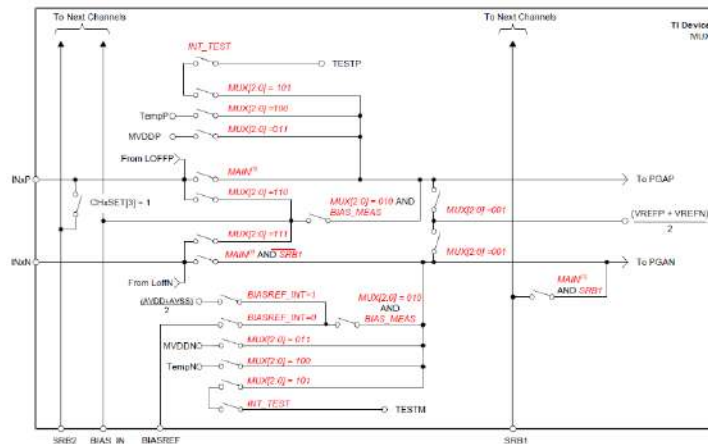 To Next Channels
To Next Channels
TI Device
MUX
INT_TEST
TESTP
MUX[2:0] = 101
TempP
MUX[2:0] =100
MVDDP
MUX[2:0] =011
From LOFFP
INxP
MAIN(1)
To PGAP
MUX[2:0] =110
CHxSET[3] = 1
MUX[2:0] = 010 AND
BIAS_MEAS
MUX[2:0] =001
(VREFP + VREFN)
2
MUX[2:0] =111
MUX[2:0] =001
INxN
MAIN(1) AND SRB1
To PGAN
From LoffN
MAIN(1)
AND SRB1
(AVDD+AVSS)
2
BIASREF_INT=1
MUX[2:0] = 010
AND
BIAS_MEAS
BIASREF_INT=0
MVDDN
MUX[2:0] = 011
TempN
MUX[2:0] = 100
MUX[2:0] = 101
INT_TEST
TESTM
SRB2
BIAS_IN
BIASREF
SRB1